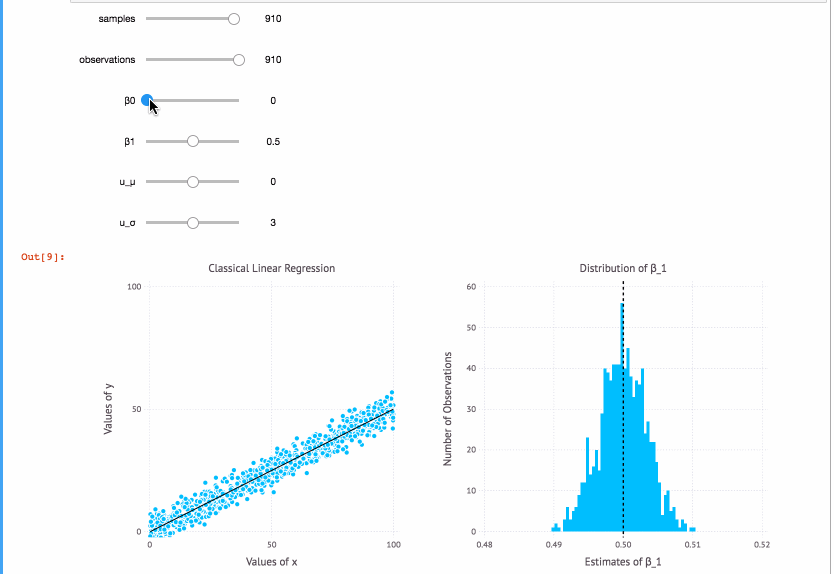 samples 910
observations 910
β0 0
β1 0.5
u_μ 0
u_σ 3
Out[9]:
Classical Linear Regression
100
50
0
Values of y
0 50 100
Values of x
Distribution of β_1
60
50
40
30
20
10
0
Number of Observations
0.48 0.49 0.50 0.51 0.52
Estimates of β_1